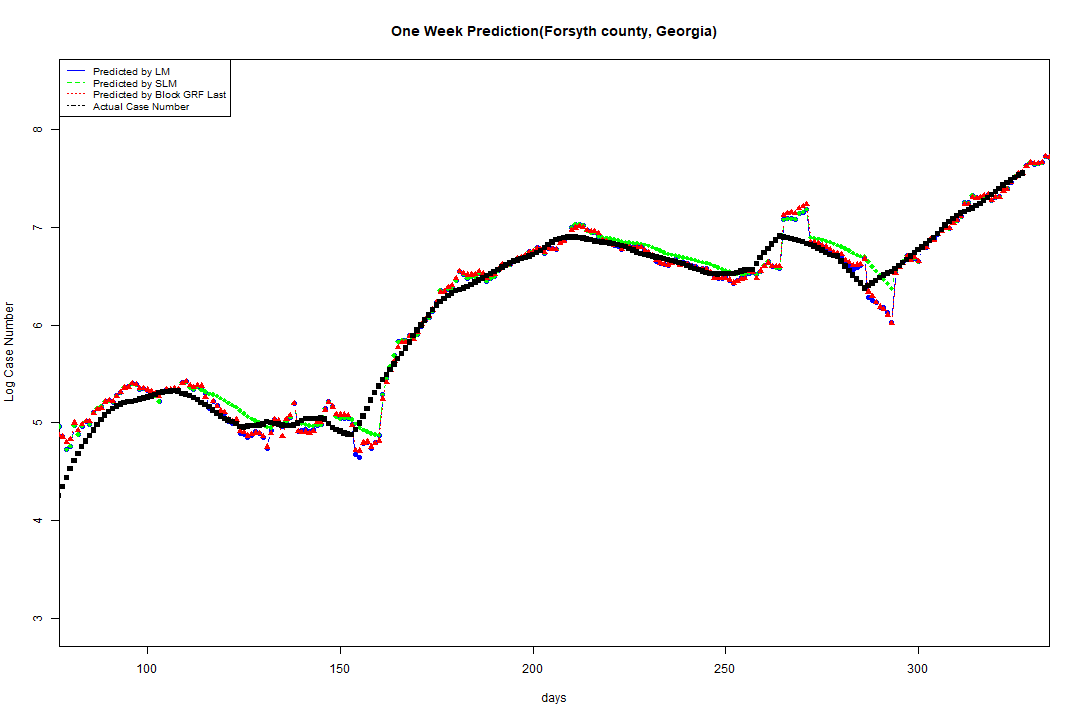 One Week Prediction(Forsyth county, Georgia)
Predicted by LM
Predicted by SLM
Predicted by Block GRF Last
Actual Case Number
8
7
6
5
4
3
Log Case Number
100 150 200 250 300
days